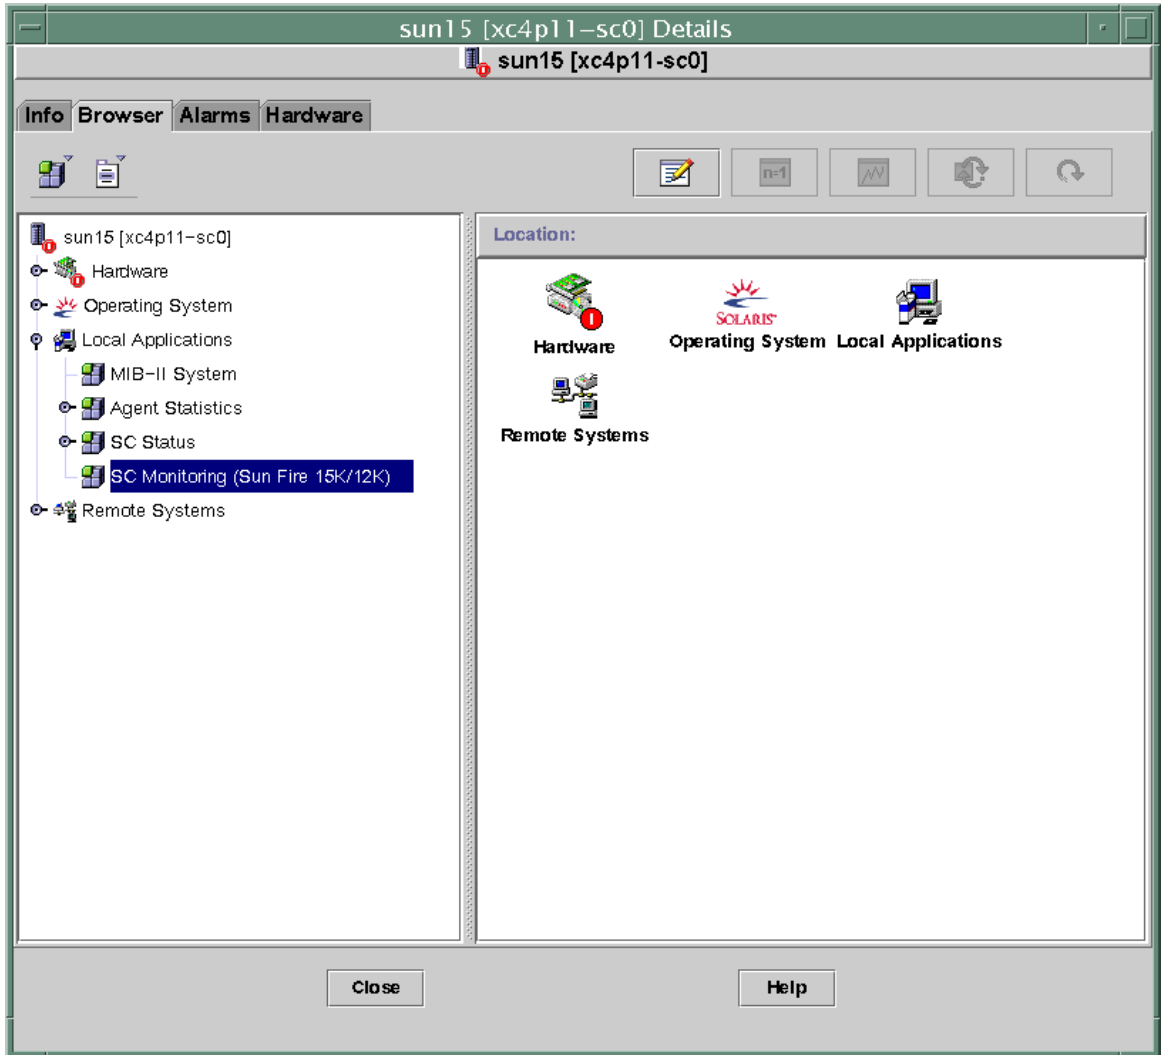 sun15 [xc4p11-sc0] Details
sun15 [xc4p11-sc0]
Info Browser Alarms Hardware
n=1
sun15 [xc4p11-sc0]
Hardware
Operating System
Local Applications
MIB-II System
Agent Statistics
SC Status
SC Monitoring (Sun Fire 15K/12K)
Remote Systems
Location:
Hardware
SOLARIS
Operating System
Local Applications
Remote Systems
Close
Help